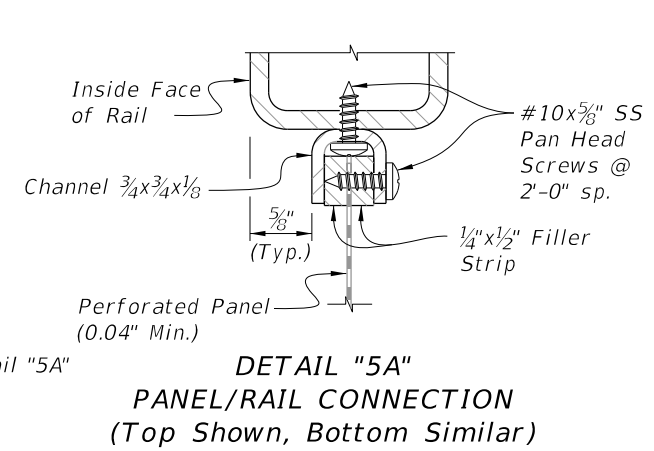 Inside Face
of Rail
#10x⅝" SS
Pan Head
Screws @
2'-0" sp.
Channel ¾x¾x⅛
⅝"
(Typ.)
¼"x½" Filler
Strip
Perforated Panel
(0.04" Min.)
ail "5A"
DETAIL "5A"
PANEL/RAIL CONNECTION
(Top Shown, Bottom Similar)